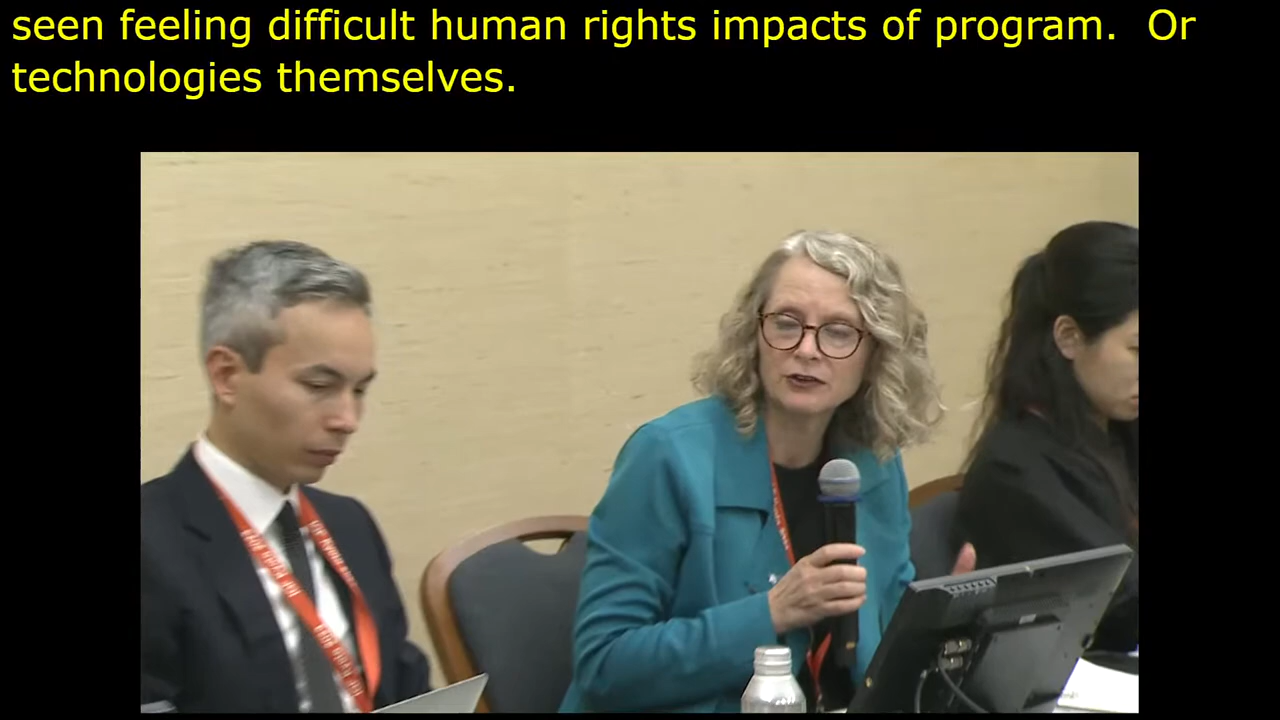 seen feeling difficult human rights impacts of program.  Or
technologies themselves.